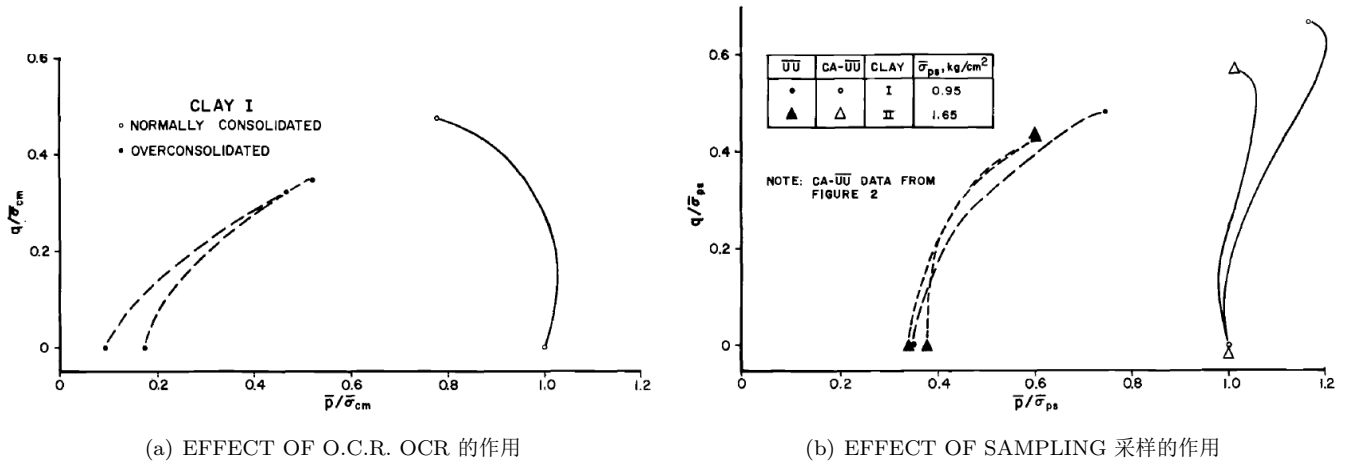 0.6
0.4
0.2
0
q/σ̅cm
CLAY I
○ NORMALLY CONSOLIDATED
● OVERCONSOLIDATED
0 0.2 0.4 0.6 0.8 1.0 1.2
p̅/σ̅cm
(a) EFFECT OF O.C.R. OCR 的作用
0.6
0.4
0.2
0
q/σ̅ps
U̅U̅ CA-U̅U̅ CLAY σ̅ps, kg/cm²
● ○ I 0.95
▲ △ II 1.65
NOTE: CA-U̅U̅ DATA FROM
FIGURE 2
0 0.2 0.4 0.6 0.8 1.0 1.2
p̅/σ̅ps
(b) EFFECT OF SAMPLING 采样的作用